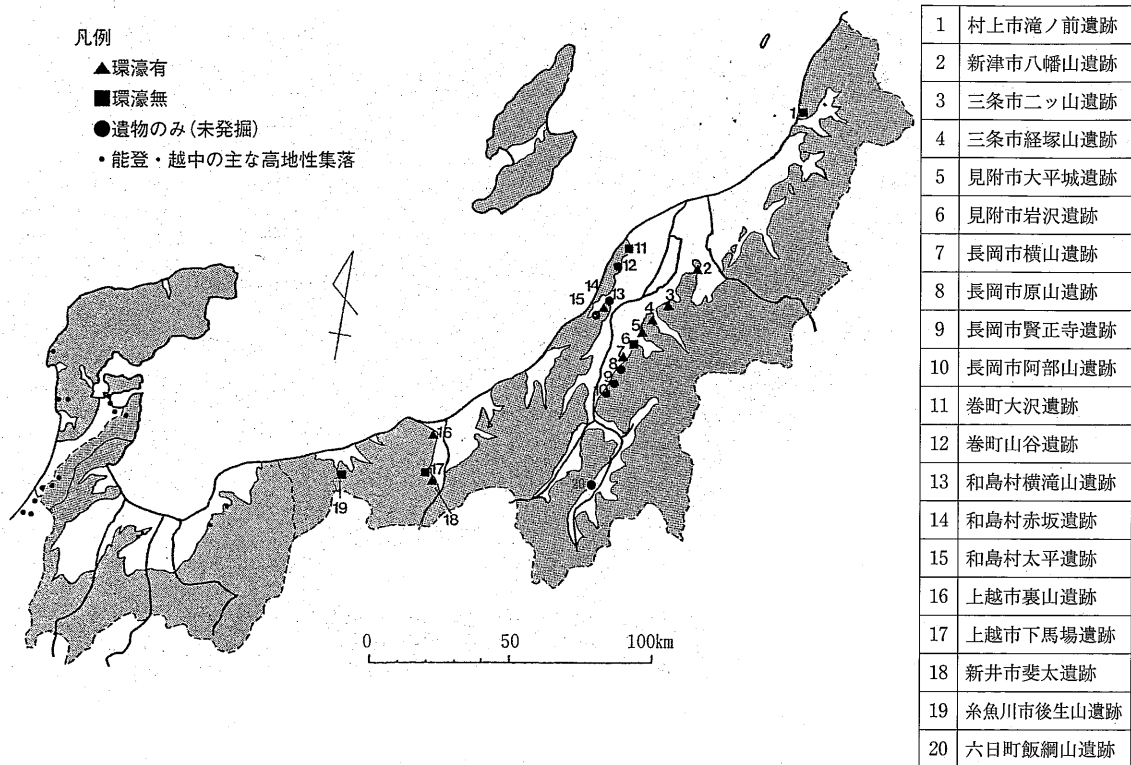 凡例
▲環濠有
■環濠無
●遺物のみ(未発掘)
・能登・越中の主な高地性集落
1
2
3
4
5
6
7
8
9
10
11
12
13
14
15
16
17
18
19
20
0 50 100km
1 村上市滝ノ前遺跡
2 新津市八幡山遺跡
3 三条市二ッ山遺跡
4 三条市経塚山遺跡
5 見附市大平城遺跡
6 見附市岩沢遺跡
7 長岡市横山遺跡
8 長岡市原山遺跡
9 長岡市賢正寺遺跡
10 長岡市阿部山遺跡
11 巻町大沢遺跡
12 巻町山谷遺跡
13 和島村横滝山遺跡
14 和島村赤坂遺跡
15 和島村太平遺跡
16 上越市裏山遺跡
17 上越市下馬場遺跡
18 新井市斐太遺跡
19 糸魚川市後生山遺跡
20 六日町飯綱山遺跡